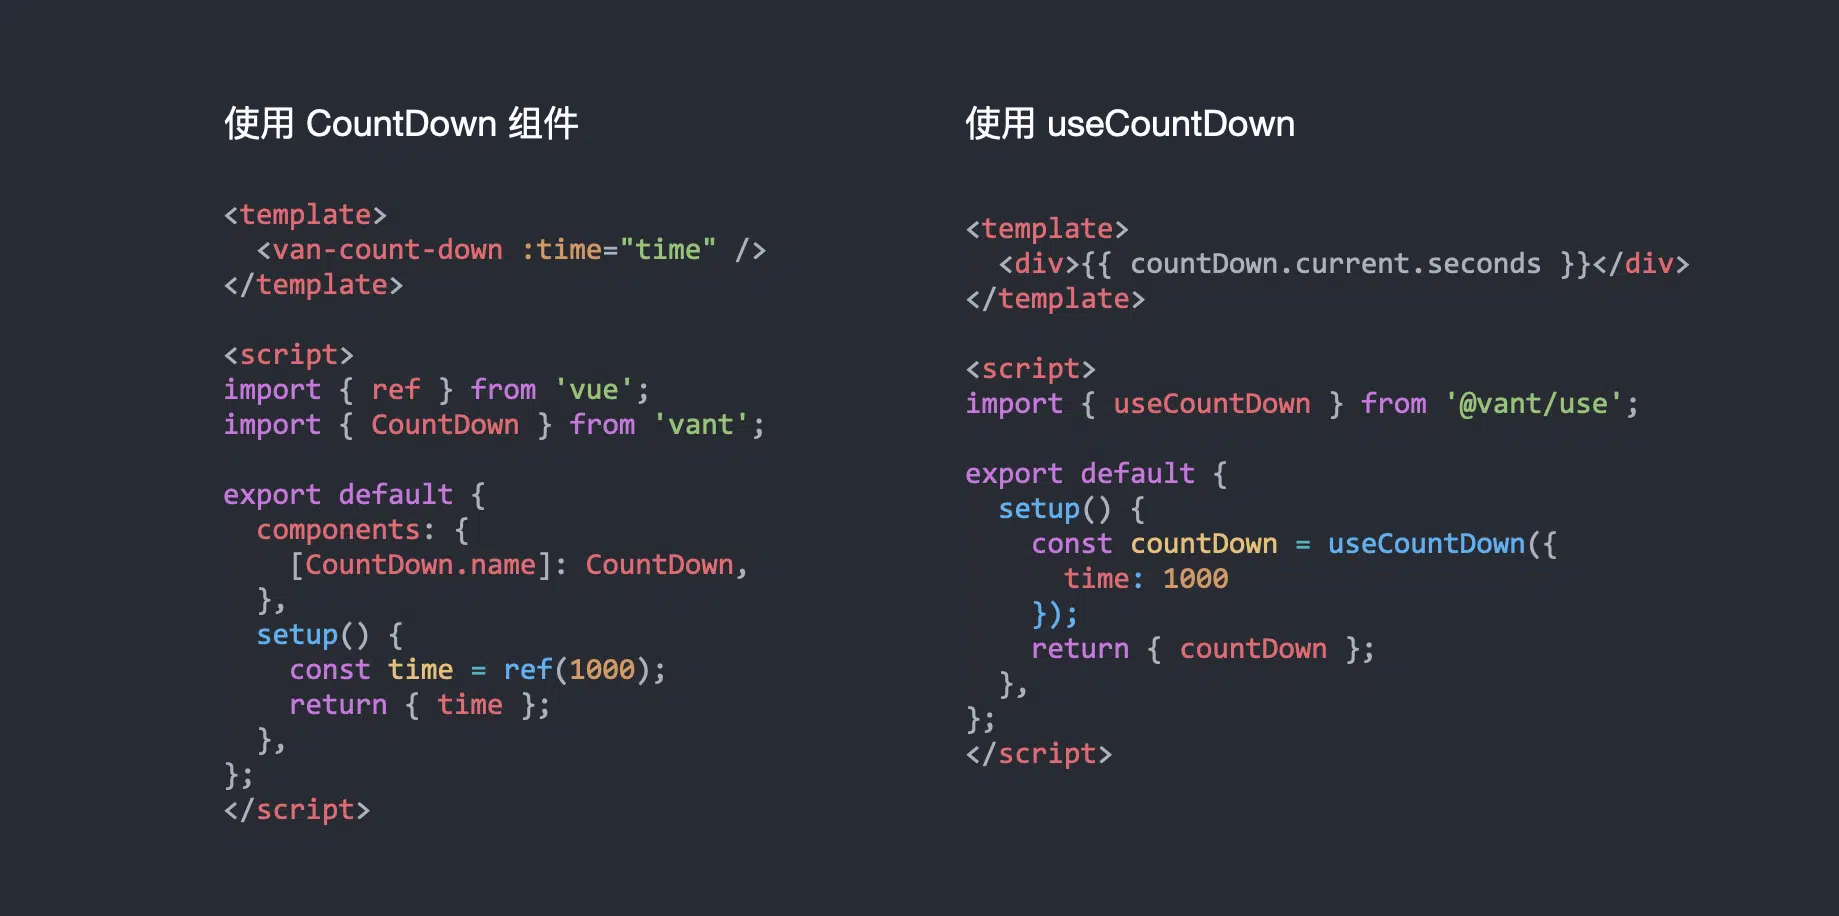 使用 CountDown 组件
<template>
  <van-count-down :time="time" />
</template>

<script>
import { ref } from 'vue';
import { CountDown } from 'vant';

export default {
  components: {
    [CountDown.name]: CountDown,
  },
  setup() {
    const time = ref(1000);
    return { time };
  },
};
</script>

使用 useCountDown
<template>
  <div>{{ countDown.current.seconds }}</div>
</template>

<script>
import { useCountDown } from '@vant/use';

export default {
  setup() {
    const countDown = useCountDown({
      time: 1000
    });
    return { countDown };
  },
};
</script>